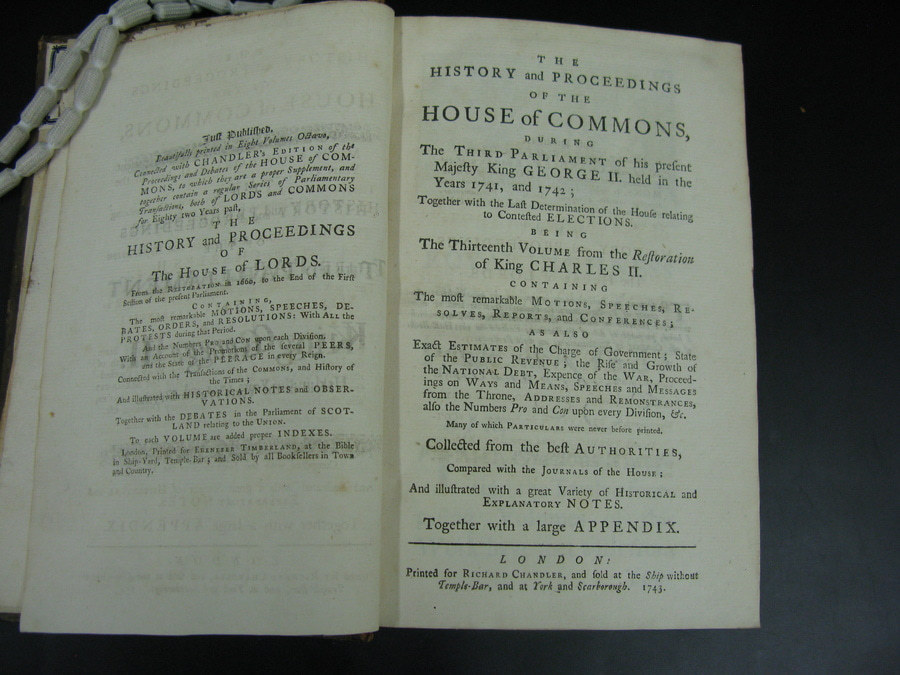 Just Published,
Beautifully printed in Eight Volumes Octavo,
Connected with CHANDLER's EDITION of the
Proceedings and Debates of the HOUSE of COM-
MONS, to which they are a proper Supplement, and
together contain a regular Series of Parliamentary
Transactions, both of LORDS and COMMONS
for Eighty two Years past,
THE
HISTORY and PROCEEDINGS
OF
The HOUSE of LORDS.
From the RESTORATION in 1660, to the End of the First
Session of the present Parliament.
CONTAINING,
The most remarkable MOTIONS, SPEECHES, DE-
BATES, ORDERS, and RESOLUTIONS: With ALL the
PROTESTS during that Period.
And the Numbers PRO and CON upon each Division.
With an Account of the Promotions of the several PEERS,
and the State of the PEERAGE in every Reign.
Connected with the Transactions of the COMMONS, and History of
the Times;
And illustrated with HISTORICAL NOTES and OBSER-
VATIONS.
Together with the DEBATES in the Parliament of SCOT-
LAND relating to the UNION.
To each VOLUME are added proper INDEXES.
London, Printed for EBENEZER TIMBERLAND, at the Bible
in Ship-Yard, Temple-Bar; and Sold by all Booksellers in Town
and Country.
THE
HISTORY and PROCEEDINGS
OF THE
HOUSE of COMMONS,
DURING
The THIRD PARLIAMENT of his preſent
Majeſty King GEORGE II. held in the
Years 1741, and 1742;
Together with the Laſt Determination of the Houſe relating
to Conteſted ELECTIONS.
BEING
The Thirteenth VOLUME from the Reſtoration
of King CHARLES II.
CONTAINING
The moſt remarkable MOTIONS, SPEECHES, RE-
SOLVES, REPORTS, and CONFERENCES;
AS ALSO
Exact ESTIMATES of the Charge of Government; State
of the PUBLIC REVENUE; the Riſe and Growth of
the NATIONAL DEBT, Expence of the WAR, Proceed-
ings on WAYS and MEANS, SPEECHES and MESSAGES
from the Throne, ADDRESSES and REMONSTRANCES,
alſo the Numbers Pro and Con upon every Diviſion, &c.
Many of which PARTICULARS were never before printed.
Collected from the beſt AUTHORITIES,
Compared with the JOURNALS of the HOUSE;
And illuſtrated with a great Variety of HISTORICAL and
EXPLANATORY NOTES.
Together with a large APPENDIX.
LONDON:
Printed for RICHARD CHANDLER, and ſold at the Ship without
Temple-Bar, and at York and Scarborough. 1743.